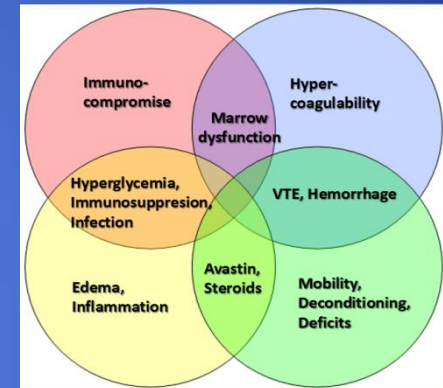 Immuno-
compromise
Hyper-
coagulability
Marrow
dysfunction
Hyperglycemia,
Immunosuppresion,
Infection
VTE, Hemorrhage
Edema,
Inflammation
Avastin,
Steroids
Mobility,
Deconditioning,
Deficits